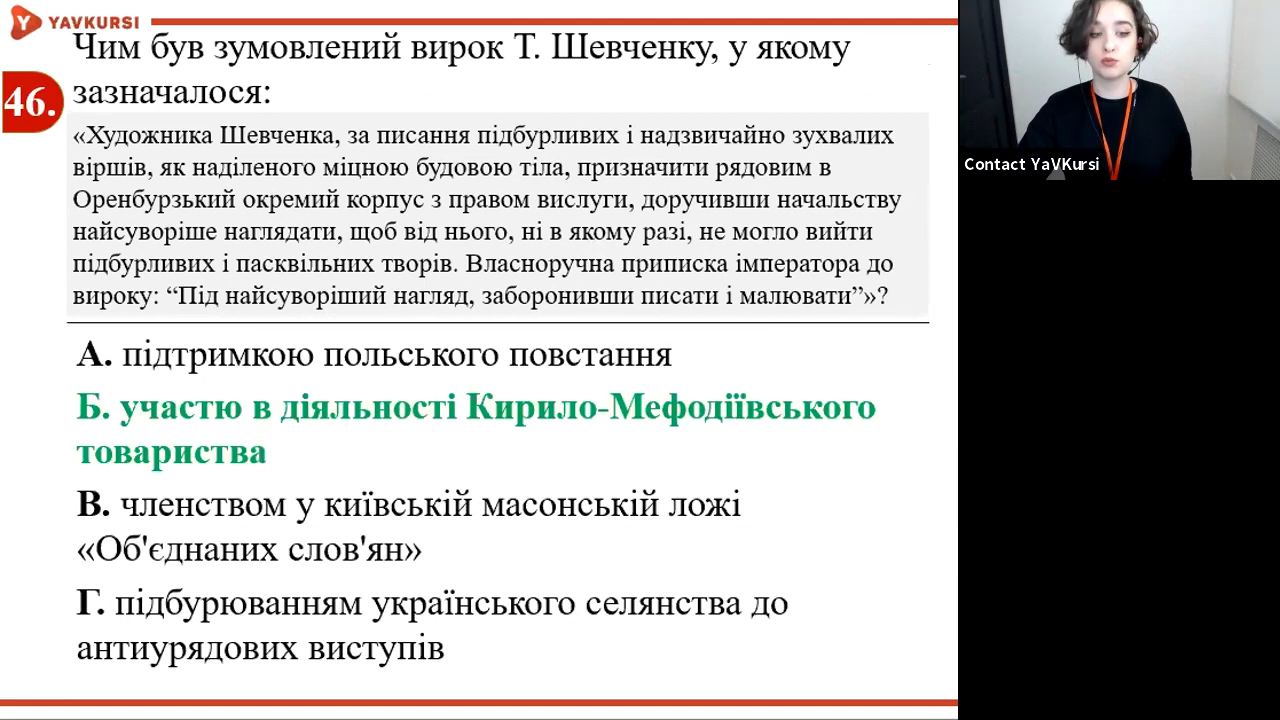 YAVKURSI
Чим був зумовлений вирок Т. Шевченку, у якому
зазначалося:
46.
«Художника Шевченка, за писання підбурливих і надзвичайно зухвалих
віршів, як наділеного міцною будовою тіла, призначити рядовим в
Оренбурзький окремий корпус з правом вислуги, доручивши начальству
найсуворіше наглядати, щоб від нього, ні в якому разі, не могло вийти
підбурливих і пасквільних творів. Власноручна приписка імператора до
вироку: “Під найсуворіший нагляд, заборонивши писати і малювати”»?
А. підтримкою польського повстання
Б. участю в діяльності Кирило-Мефодіївського
товариства
В. членством у київській масонській ложі
«Об'єднаних слов'ян»
Г. підбурюванням українського селянства до
антиурядових виступів
Contact YaVKursi